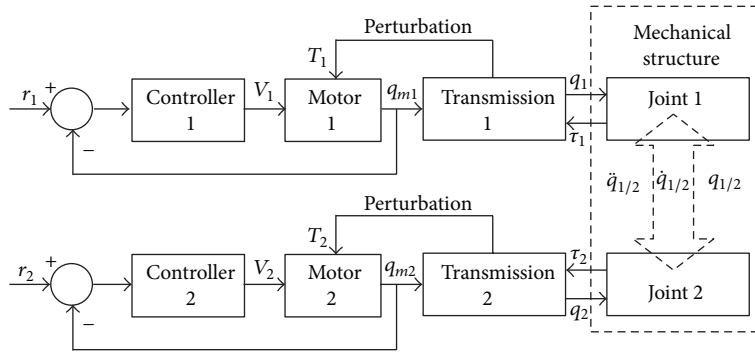 Perturbation
Mechanical
structure
T₁
r₁
+
−
Controller
1
V₁
Motor
1
qₘ₁
Transmission
1
q₁
τ₁
Joint 1
q̈₁/₂
q̇₁/₂
q₁/₂
Perturbation
T₂
r₂
+
−
Controller
2
V₂
Motor
2
qₘ₂
Transmission
2
τ₂
q₂
Joint 2